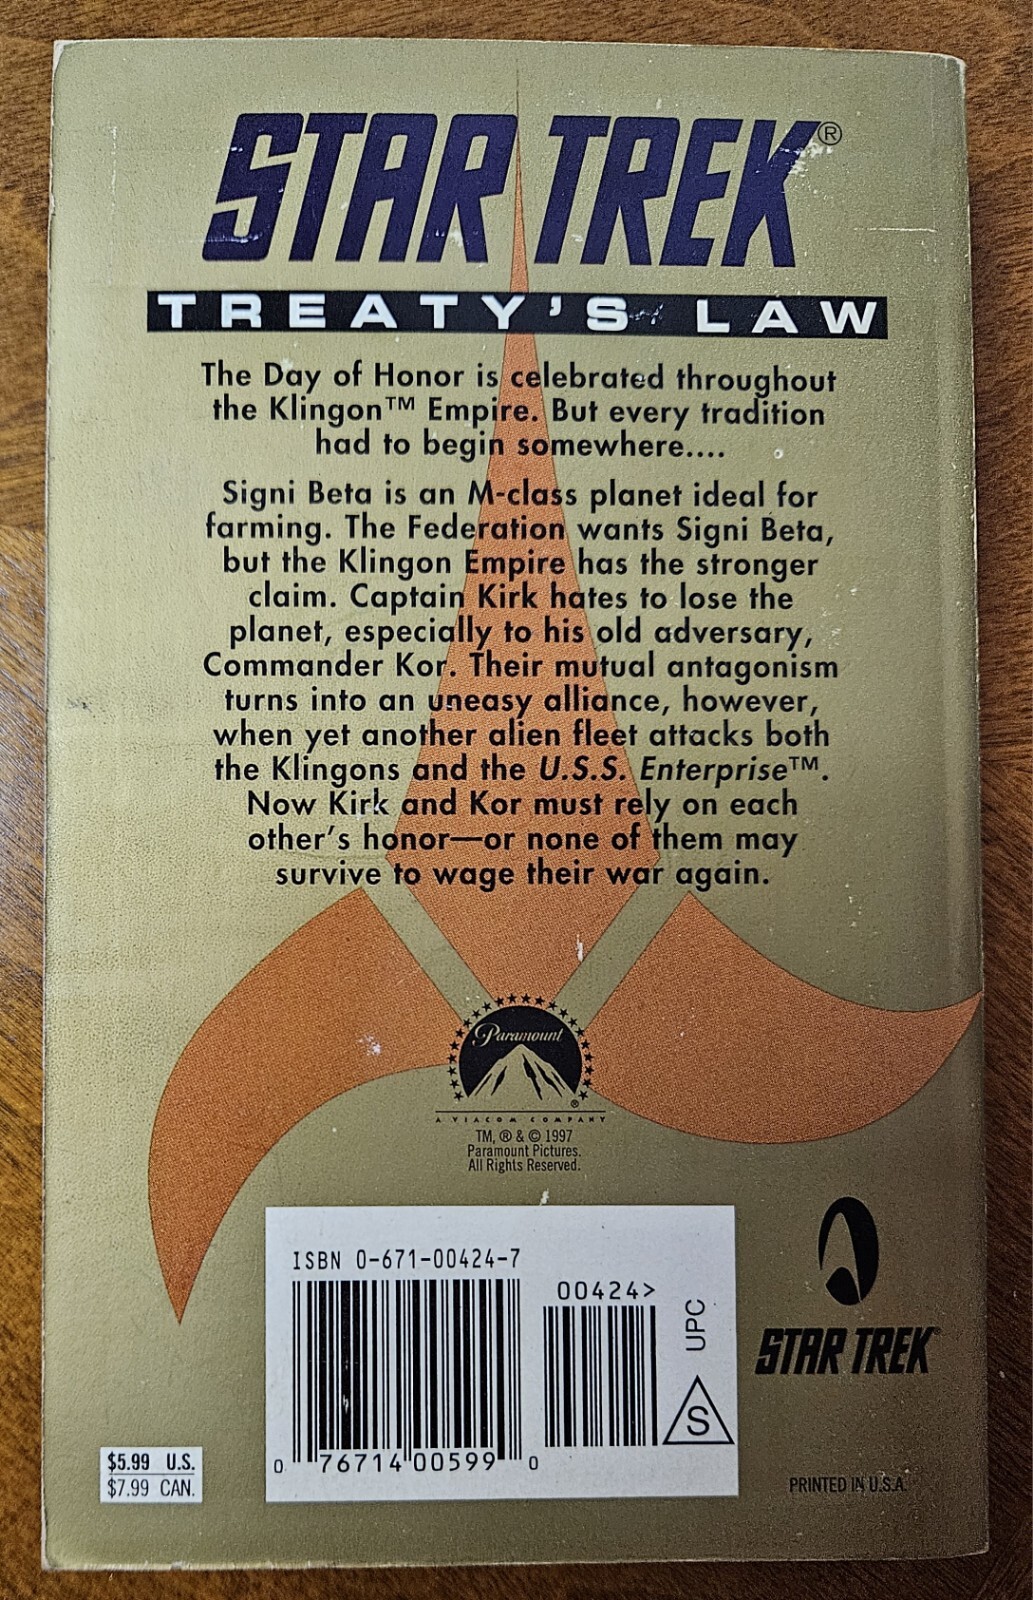 STAR TREK®
TREATY'S LAW
The Day of Honor is celebrated throughout
the Klingon™ Empire. But every tradition
had to begin somewhere....
Signi Beta is an M-class planet ideal for
farming. The Federation wants Signi Beta,
but the Klingon Empire has the stronger
claim. Captain Kirk hates to lose the
planet, especially to his old adversary,
Commander Kor. Their mutual antagonism
turns into an uneasy alliance, however,
when yet another alien fleet attacks both
the Klingons and the U.S.S. Enterprise™.
Now Kirk and Kor must rely on each
other's honor—or none of them may
survive to wage their war again.
Paramount
®
A VIACOM COMPANY
TM, ® & © 1997
Paramount Pictures.
All Rights Reserved.
ISBN 0-671-00424-7
00424>
UPC
S
0 76714 00599 0
STAR TREK®
$5.99 U.S.
$7.99 CAN.
PRINTED IN U.S.A.